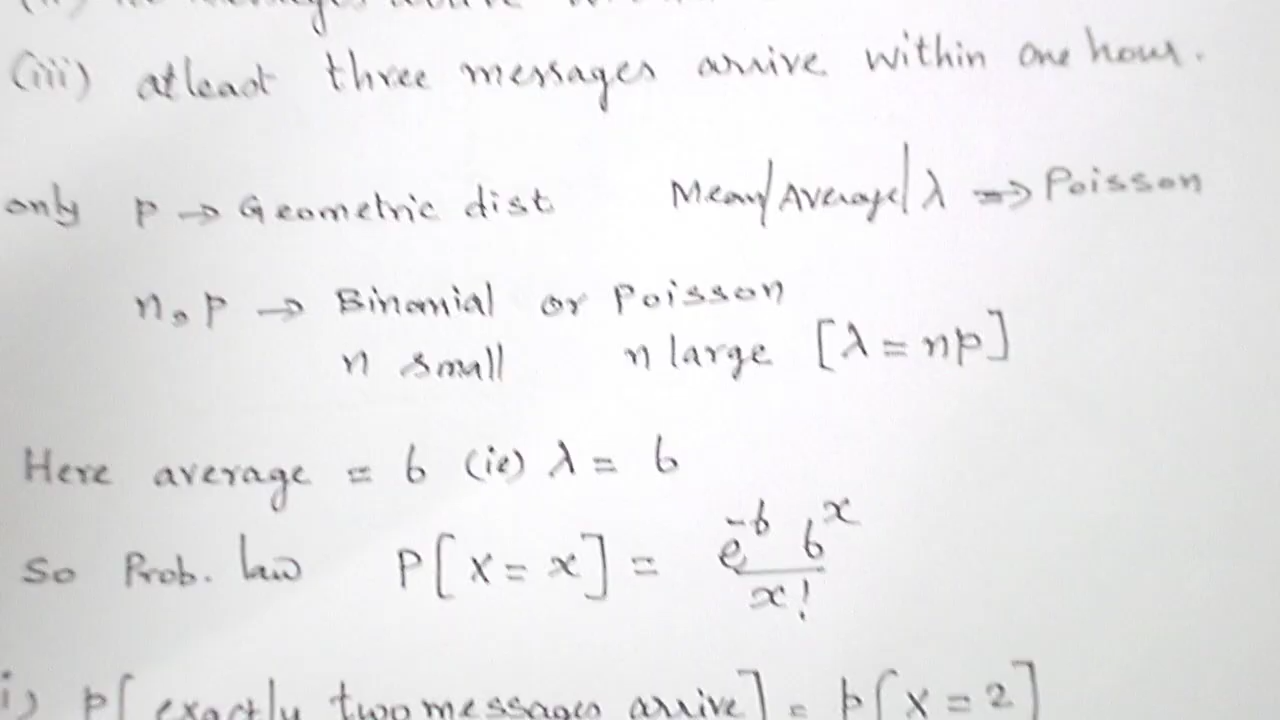 (iii) atleast three messages arrive within one hour.
only p → Geometric dist Mean/Average/λ ⇒ Poisson
n, p → Binomial or Poisson
n small n large [λ = np]
Here average = 6 (ie) λ = 6
So Prob. law P[X = x] = e^-6 6^x / x!
i) P[exactly two messages arrive] = P[X = 2]